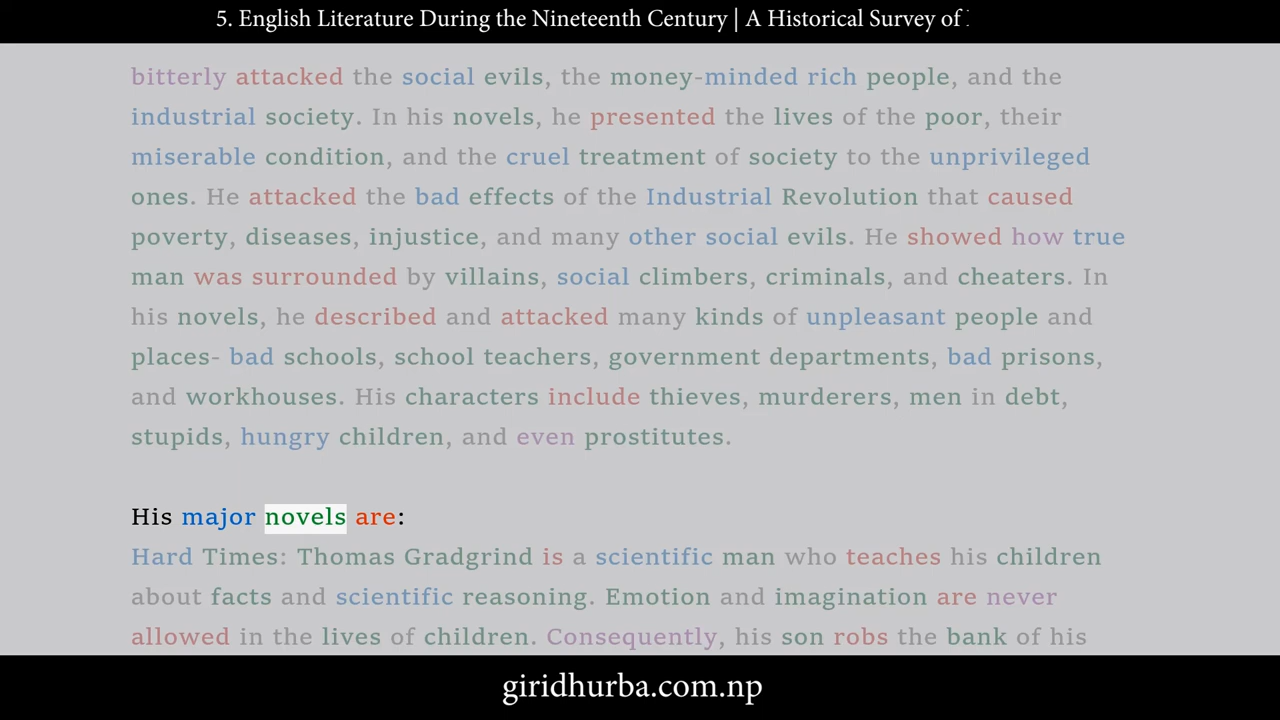 5. English Literature During the Nineteenth Century | A Historical Survey of
bitterly attacked the social evils, the money-minded rich people, and the
industrial society. In his novels, he presented the lives of the poor, their
miserable condition, and the cruel treatment of society to the unprivileged
ones. He attacked the bad effects of the Industrial Revolution that caused
poverty, diseases, injustice, and many other social evils. He showed how true
man was surrounded by villains, social climbers, criminals, and cheaters. In
his novels, he described and attacked many kinds of unpleasant people and
places- bad schools, school teachers, government departments, bad prisons,
and workhouses. His characters include thieves, murderers, men in debt,
stupids, hungry children, and even prostitutes.
His major novels are:
Hard Times: Thomas Gradgrind is a scientific man who teaches his children
about facts and scientific reasoning. Emotion and imagination are never
allowed in the lives of children. Consequently, his son robs the bank of his
giridhurba.com.np